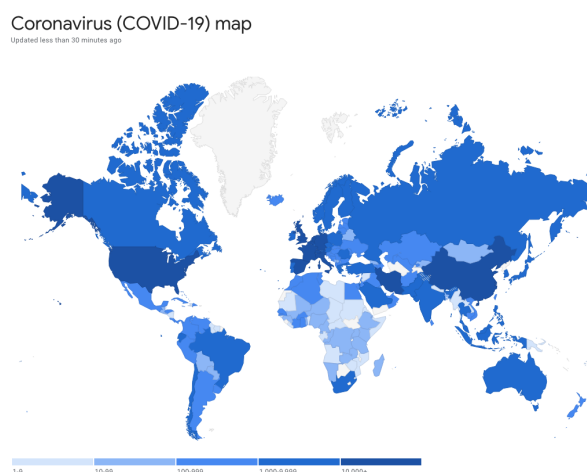 Coronavirus (COVID-19) map
Updated less than 30 minutes ago
1-9 10-99 100-999 1,000-9,999 10,000+